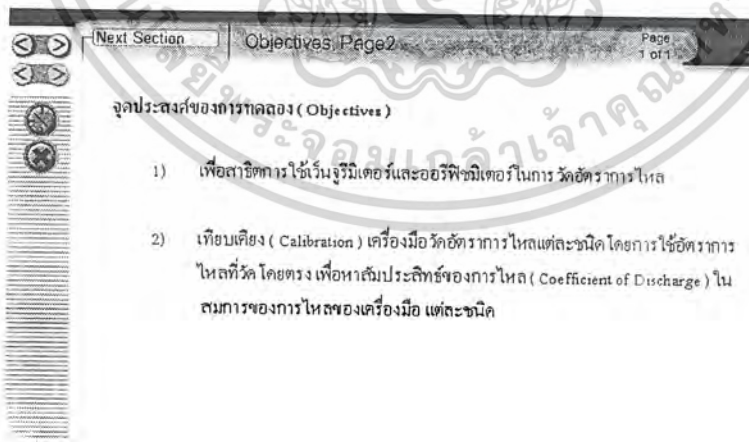 Next Section
Objectives, Page2
Page
1 of 1
จุดประสงค์ของการทดลอง ( Objectives )
1) เพื่อสาธิตการใช้เว็นจูรีมิเตอร์และออรีฟิชมิเตอร์ในการ วัดอัตราการไหล
2) เทียบเคียง ( Calibration ) เครื่องมือวัดอัตราการไหลแต่ละชนิด โดยการใช้อัตราการ
ไหลที่วัด โดยตรง เพื่อหาสัมประสิทธ์ของการไหล ( Coefficient of Discharge ) ใน
สมการของการไหลของเครื่องมือ แต่ละชนิด